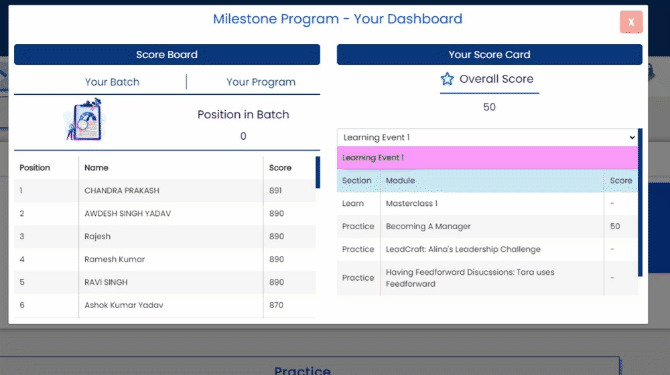 Milestone Program - Your Dashboard
X
Score Board
Your Batch
Your Program
Position in Batch
0
Position Name Score
1 CHANDRA PRAKASH 891
2 AWDESH SINGH YADAV 890
3 Rajesh 890
4 Ramesh Kumar 890
5 RAVI SINGH 890
6 Ashok Kumar Yadav 870
Your Score Card
Overall Score
50
Learning Event 1
Learning Event 1
Section Module Score
Learn Masterclass 1 -
Practice Becoming A Manager 50
Practice LeadCraft: Alina's Leadership Challenge -
Practice Having Feedforward Disucssions: Tara uses -
Feedforward
Practice